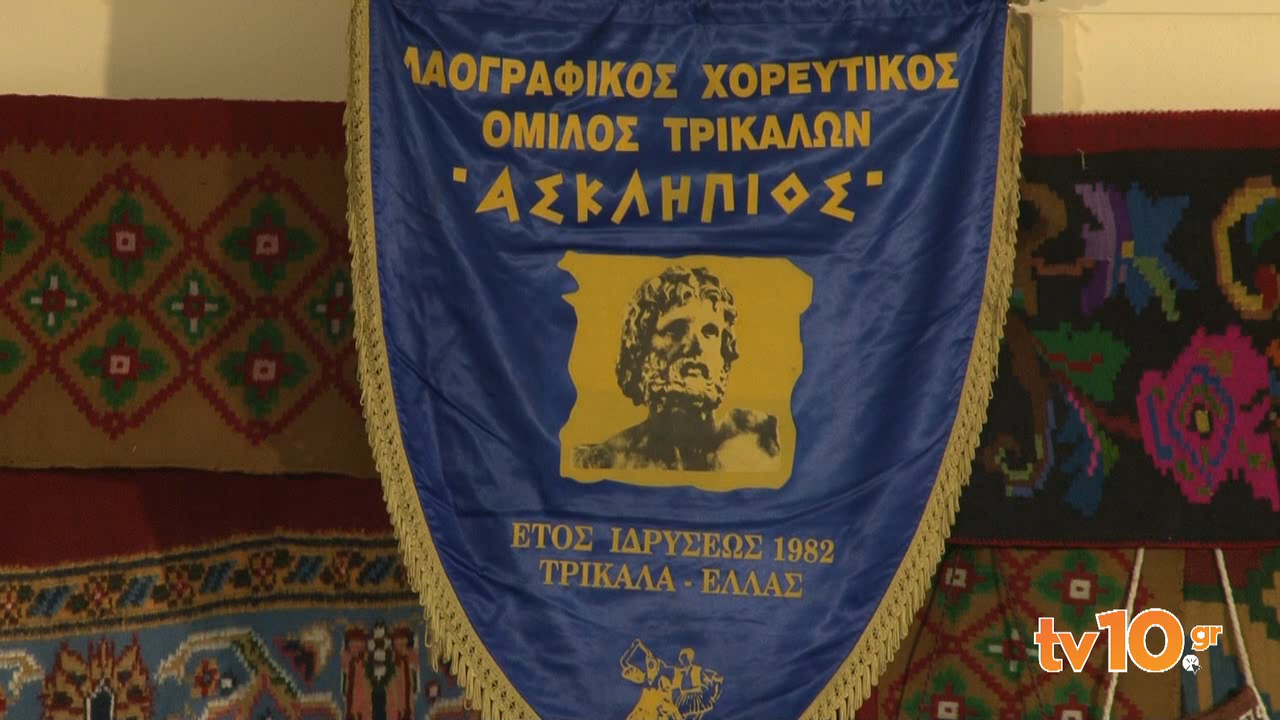 ΛΑΟΓΡΑΦΙΚΟΣ ΧΟΡΕΥΤΙΚΟΣ
ΟΜΙΛΟΣ ΤΡΙΚΑΛΩΝ
"ΑΣΚΛΗΠΙΟΣ"
ΕΤΟΣ ΙΔΡΥΣΕΩΣ 1982
ΤΡΙΚΑΛΑ - ΕΛΛΑΣ
tv10.gr